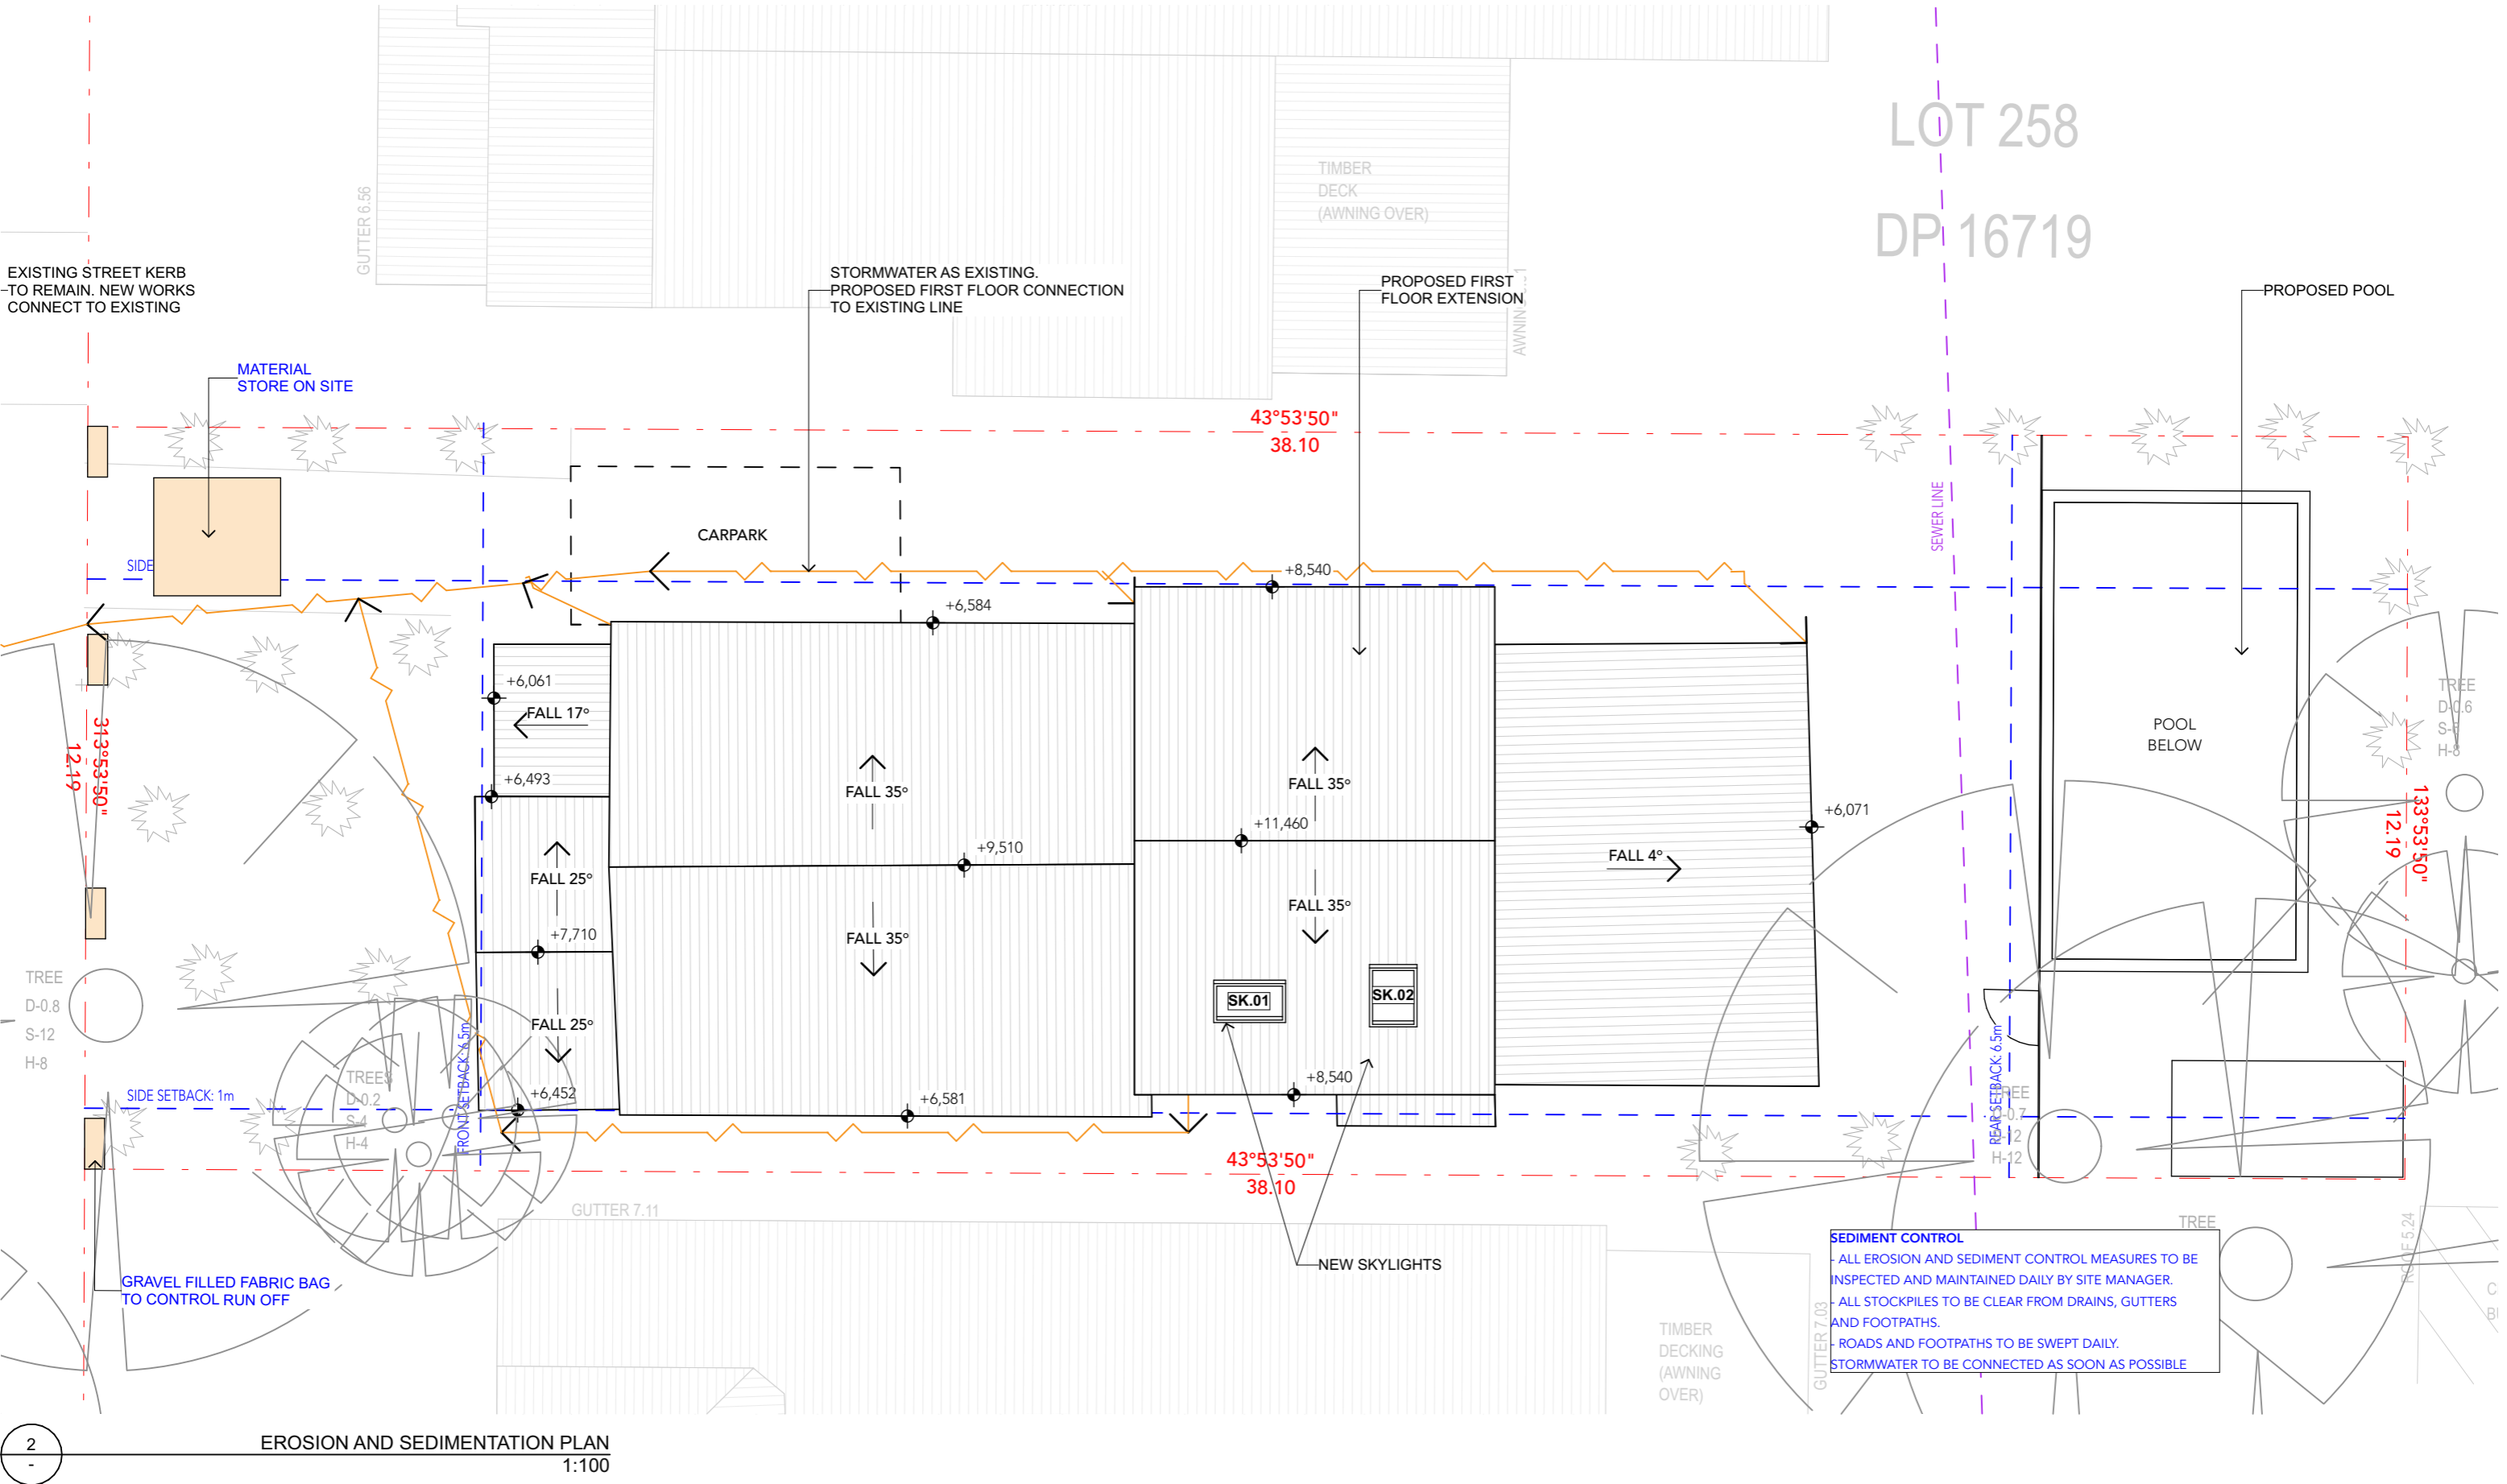 LOT 258
DP 16719
TIMBER
DECK
(AWNING OVER)
GUTTER 6.56
EXISTING STREET KERB
TO REMAIN. NEW WORKS
CONNECT TO EXISTING
STORMWATER AS EXISTING.
PROPOSED FIRST FLOOR CONNECTION
TO EXISTING LINE
PROPOSED FIRST
FLOOR EXTENSION
PROPOSED POOL
MATERIAL
STORE ON SITE
43°53'50"
38.10
SEWER LINE
CARPARK
SIDE
+8,540
+6,584
+6,061
FALL 17°
+6,493
FALL 35°
FALL 35°
+11,460
+9,510
+6,071
FALL 4°
FALL 25°
FALL 35°
FALL 35°
+7,710
FALL 25°
SK.01
SK.02
POOL
BELOW
TREE
D-0.6
H-8
313°53'50"
12.19
133°53'50"
12.19
TREE
D-0.8
S-12
H-8
TREES
D-0.2
S-4
H-4
FRONT SETBACK: 6.5m
SIDE SETBACK: 1m
+6,452
+6,581
+8,540
REAR SETBACK: 6.5m
TREE
H-12
43°53'50"
38.10
GUTTER 7.11
NEW SKYLIGHTS
GRAVEL FILLED FABRIC BAG
TO CONTROL RUN OFF
TREE
ROOF 5.24
TIMBER
DECKING
(AWNING
OVER)
GUTTER 7.03
SEDIMENT CONTROL
- ALL EROSION AND SEDIMENT CONTROL MEASURES TO BE
INSPECTED AND MAINTAINED DAILY BY SITE MANAGER.
- ALL STOCKPILES TO BE CLEAR FROM DRAINS, GUTTERS
AND FOOTPATHS.
- ROADS AND FOOTPATHS TO BE SWEPT DAILY.
STORMWATER TO BE CONNECTED AS SOON AS POSSIBLE
2
-
EROSION AND SEDIMENTATION PLAN
1:100